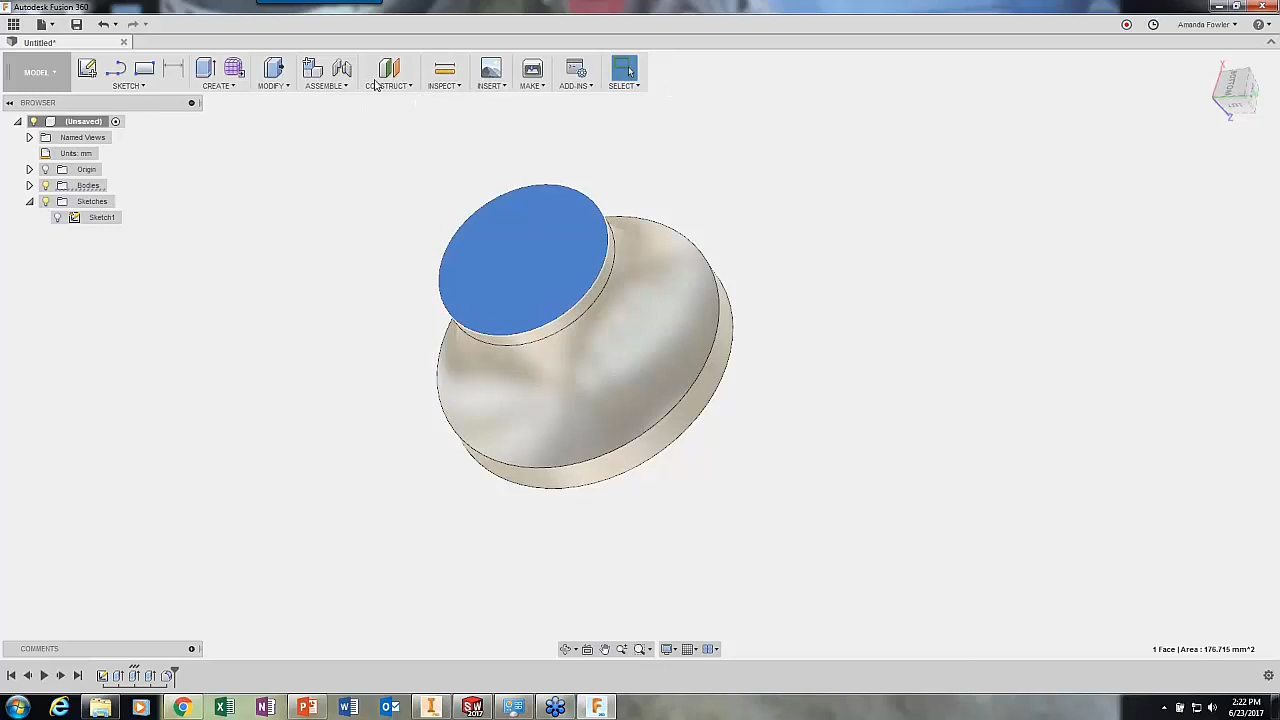 Autodesk Fusion 360
Amanda Fowler
Untitled*
MODEL
SKETCH
CREATE
MODIFY
ASSEMBLE
CONSTRUCT
INSPECT
INSERT
MAKE
ADD-INS
SELECT
BROWSER
(Unsaved)
Named Views
Units: mm
Origin
Bodies
Sketches
Sketch1
X
BOTTOM
Z
COMMENTS
1 Face | Area : 176.715 mm^2
2:22 PM
6/23/2017